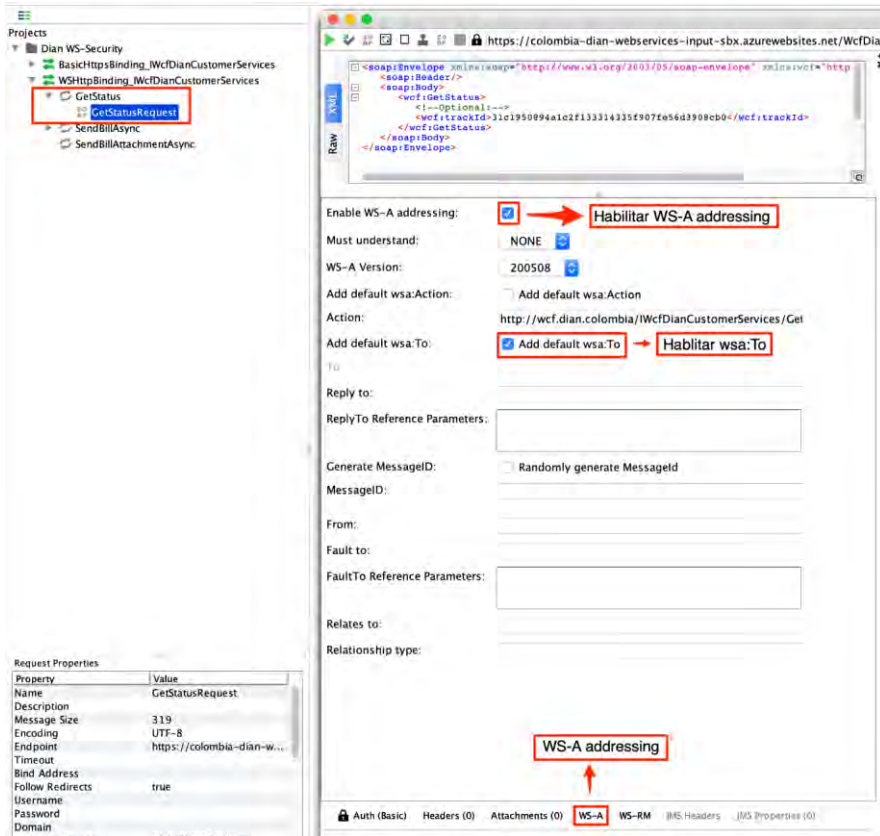 Projects
Dian WS-Security
BasicHttpsBinding_IWcfDianCustomerServices
WSHttpBinding_IWcfDianCustomerServices
GetStatus
GetStatusRequest
SendBillAsync
SendBillAttachmentAsync
https://colombia-dian-webservices-input-sbx.azurewebsites.net/WcfDia
XML
Raw
<soap:Envelope xmlns:soap="http://www.w3.org/2003/05/soap-envelope" xmlns:wcf="http
<soap:Header/>
<soap:Body>
<wcf:GetStatus>
<!--Optional:-->
<wcf:trackId>31c1950894a1c2f133314335f907fe56d3908cb0</wcf:trackId>
</wcf:GetStatus>
</soap:Body>
</soap:Envelope>
Enable WS-A addressing: Habilitar WS-A addressing
Must understand: NONE
WS-A Version: 200508
Add default wsa:Action: Add default wsa:Action
Action: http://wcf.dian.colombia/IWcfDianCustomerServices/Get
Add default wsa:To: Add default wsa:To Hablitar wsa:To
To
Reply to:
ReplyTo Reference Parameters:
Generate MessageID: Randomly generate MessageId
MessageID:
From:
Fault to:
FaultTo Reference Parameters:
Relates to:
Relationship type:
Request Properties
Property Value
Name GetStatusRequest
Description
Message Size 319
Encoding UTF-8
Endpoint https://colombia-dian-w...
Timeout
Bind Address
Follow Redirects true
Username
Password
Domain
WS-A addressing
Auth (Basic) Headers (0) Attachments (0) WS-A WS-RM JMS Headers JMS Properties (0)